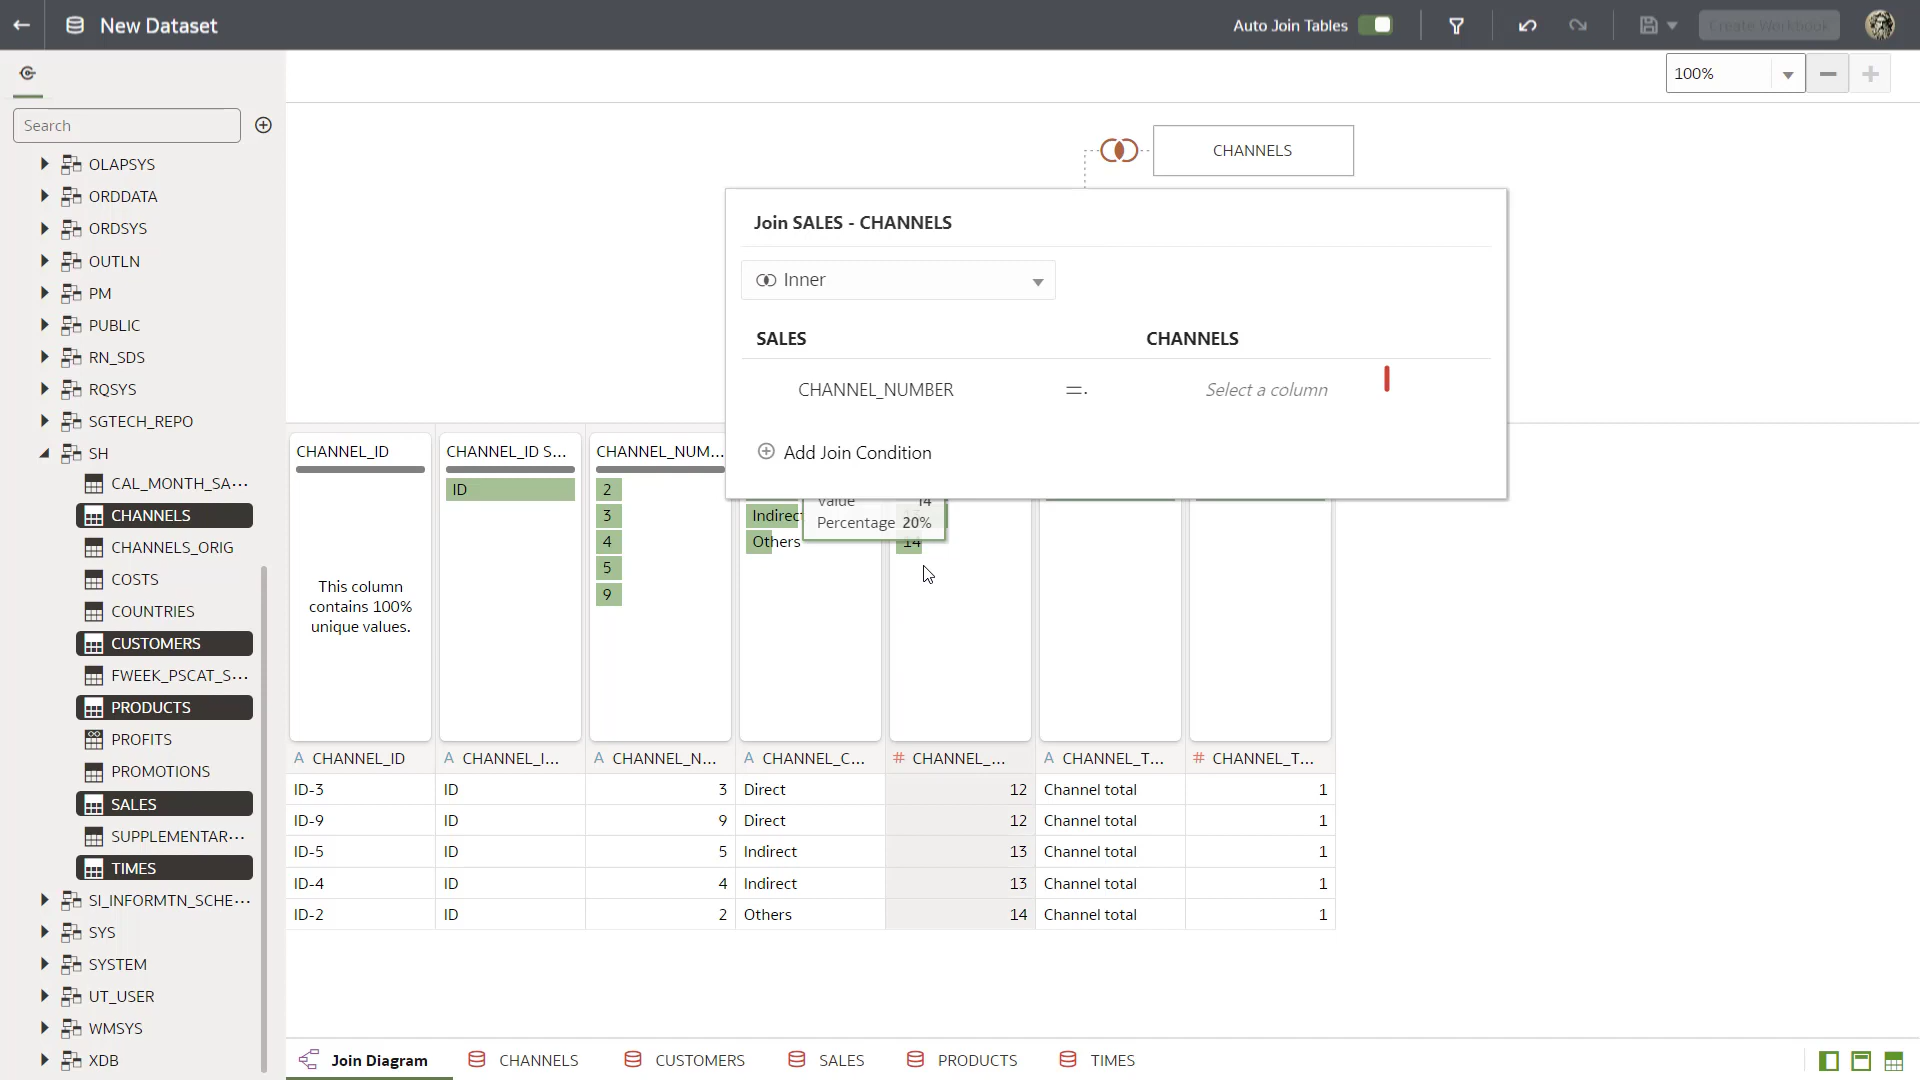 New Dataset
Auto Join Tables
Create Workbook
100%
Search
OLAPSYS
ORDDATA
ORDSYS
OUTLN
PM
PUBLIC
RN_SDS
RQSYS
SGTECH_REPO
SH
CAL_MONTH_SA...
CHANNELS
CHANNELS_ORIG
COSTS
COUNTRIES
CUSTOMERS
FWEEK_PSCAT_S...
PRODUCTS
PROFITS
PROMOTIONS
SALES
SUPPLEMENTAR...
TIMES
SI_INFORMTN_SCHE...
SYS
SYSTEM
UT_USER
WMSYS
XDB
CHANNELS
Join SALES - CHANNELS
Inner
SALES CHANNELS
CHANNEL_NUMBER =. Select a column
Add Join Condition
CHANNEL_ID CHANNEL_ID S... CHANNEL_NUM...
This column
contains 100%
unique values.
ID
2
3
4
5
9
Indirect
Others
Value 14
Percentage 20%
14
A CHANNEL_ID A CHANNEL_I... A CHANNEL_N... A CHANNEL_C... # CHANNEL_... A CHANNEL_T... # CHANNEL_T...
ID-3 ID 3 Direct 12 Channel total 1
ID-9 ID 9 Direct 12 Channel total 1
ID-5 ID 5 Indirect 13 Channel total 1
ID-4 ID 4 Indirect 13 Channel total 1
ID-2 ID 2 Others 14 Channel total 1
Join Diagram CHANNELS CUSTOMERS SALES PRODUCTS TIMES